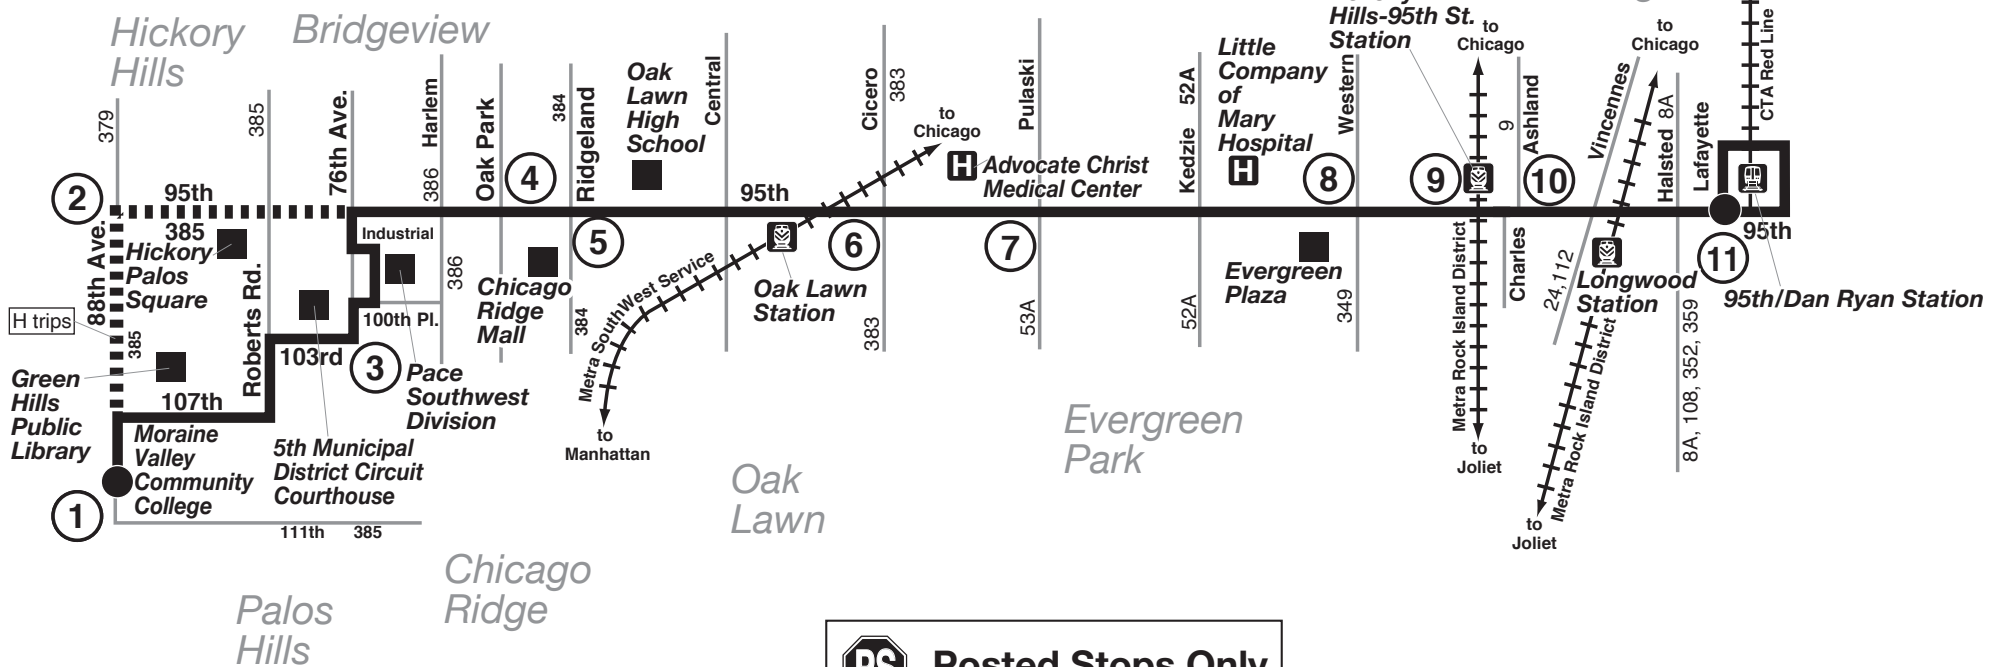 Hickory
Hills
Bridgeview
379
385
76th Ave.
Harlem
386
Oak Park
384
Ridgeland
Oak
Lawn
High
School
Central
Cicero
383
to
Chicago
Pulaski
Kedzie 52A
Little
Company
of
Mary
Hospital
Western
Hills-95th St.
Station
to
Chicago
9
Ashland
Vincennes
to
Chicago
Halsted 8A
Lafayette
CTA Red Line
2
95th
4
95th
H
Advocate Christ
Medical Center
H
8
9
10
88th Ave.
385
Hickory
Palos
Square
Industrial
386
5
6
7
11
95th
H trips
385
Roberts Rd.
100th Pl.
Chicago
Ridge
Mall
384
Metra SouthWest Service
Oak Lawn
Station
383
53A
52A
Evergreen
Plaza
349
Metra Rock Island District
Charles
24,112
Longwood
Station
95th/Dan Ryan Station
Green
Hills
Public
Library
103rd
3
Pace
Southwest
Division
107th
Moraine
Valley
Community
College
5th Municipal
District Circuit
Courthouse
to
Manhattan
Evergreen
Park
to
Joliet
Metra Rock Island District
8A, 108, 352, 359
1
111th
385
Oak
Lawn
to
Joliet
Chicago
Ridge
Palos
Hills
PS
Posted Stops Only